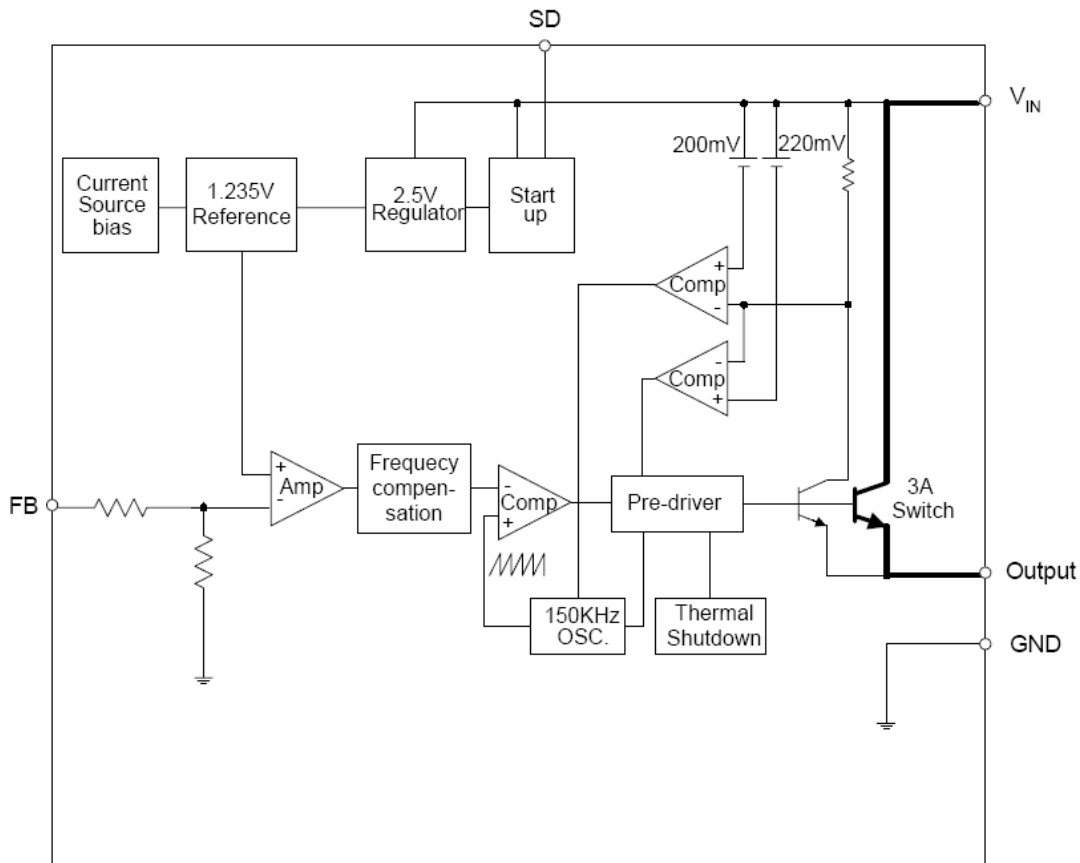 SD
V_IN
200mV
220mV
Current
Source
bias
1.235V
Reference
2.5V
Regulator
Start
up
+
Comp
-
-
Comp
+
+
Amp
-
Frequecy
compen-
sation
-
Comp
+
Pre-driver
3A
Switch
FB
150KHz
OSC.
Thermal
Shutdown
Output
GND